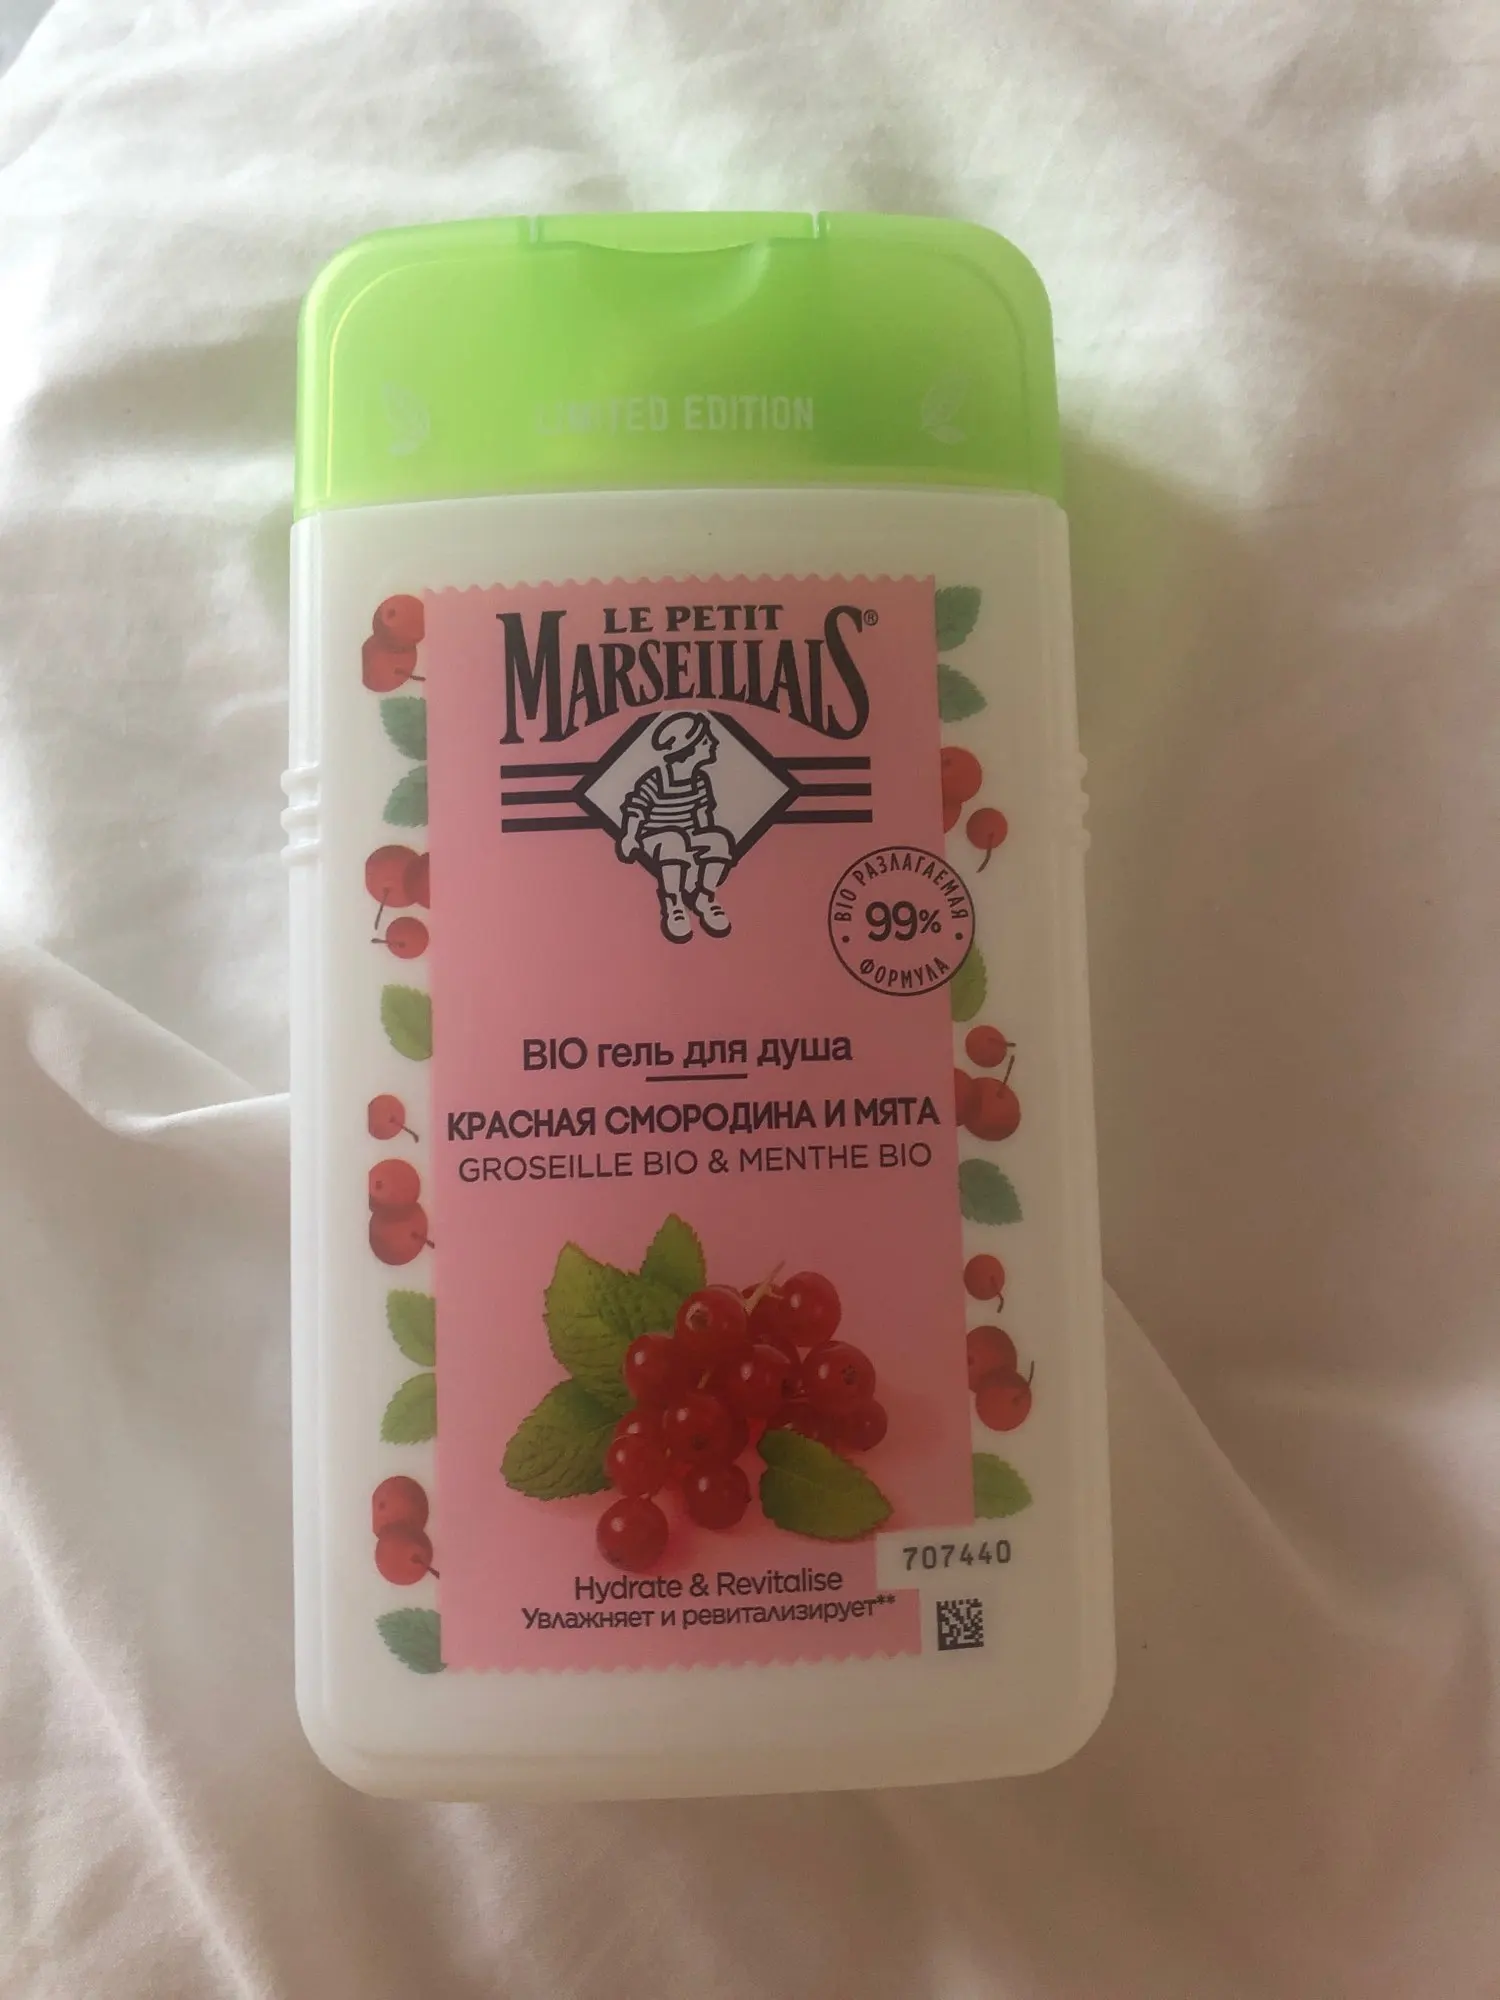 LIMITED EDITION
LE PETIT
MARSEILLAIS®
BIO РАЗЛАГАЕМАЯ
99%
ФОРМУЛА
BIO гель для душа
КРАСНАЯ СМОРОДИНА И МЯТА
GROSEILLE BIO & MENTHE BIO
707440
Hydrate & Revitalise
Увлажняет и ревитализирует**